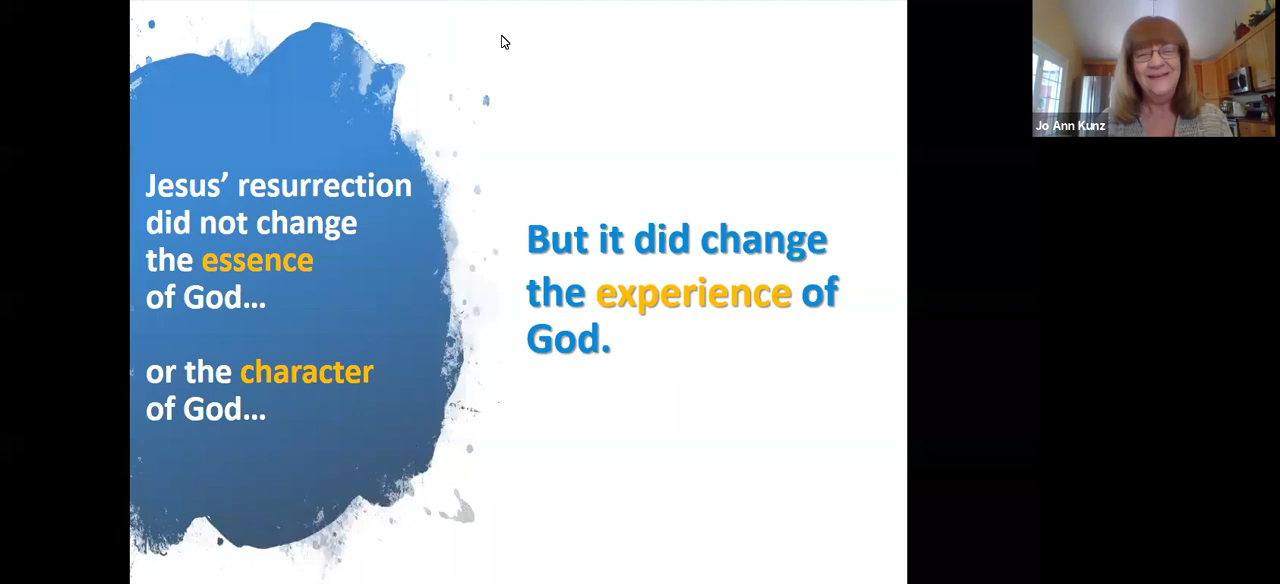 Jesus’ resurrection
did not change
the essence
of God...
or the character
of God...
But it did change
the experience of
God.
Jo Ann Kunz